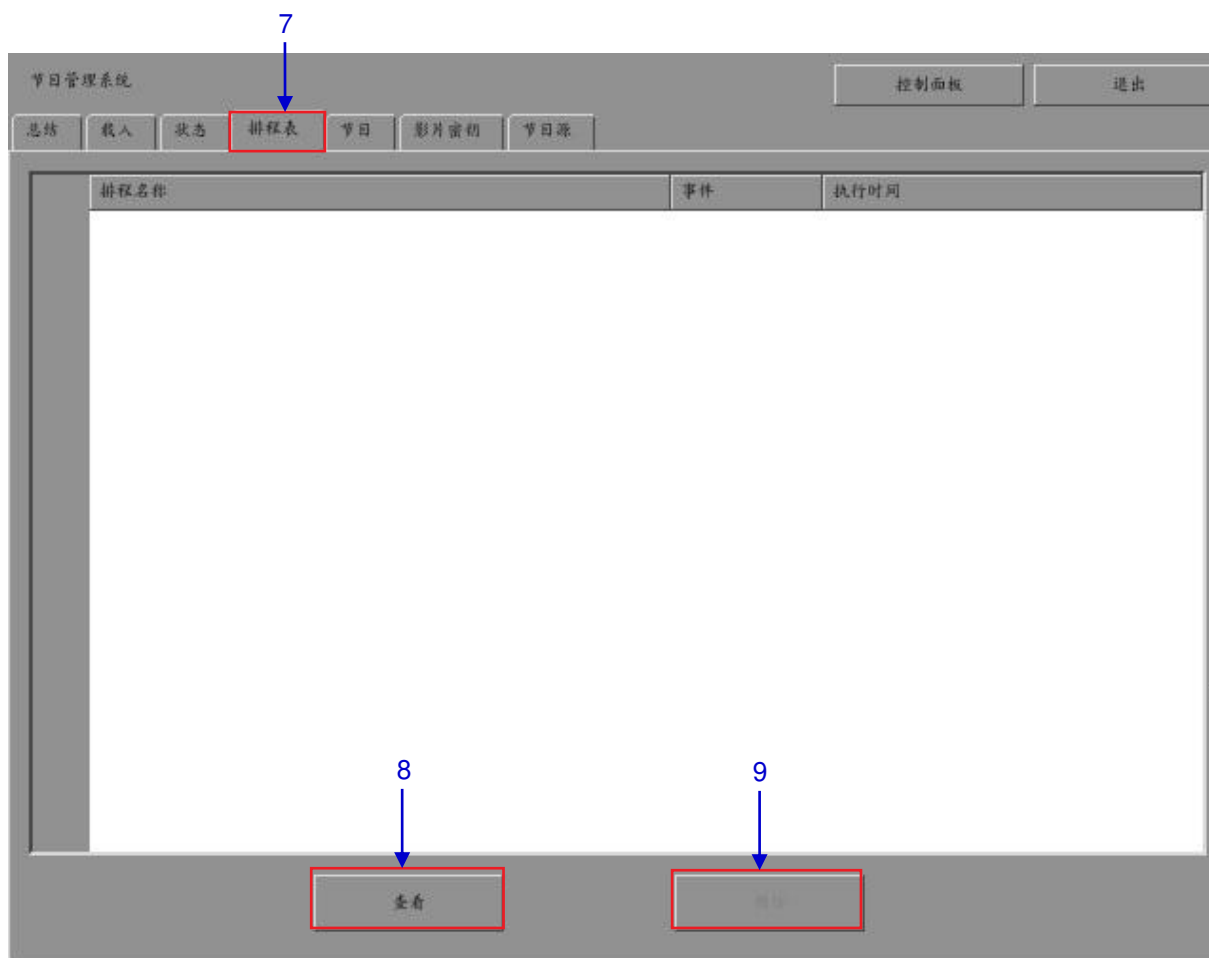 7
节目管理系统
控制面板
退出
总结 载入 状态 排程表 节目 影片密钥 节目源
排程名称 事件 执行时间
8 9
查看